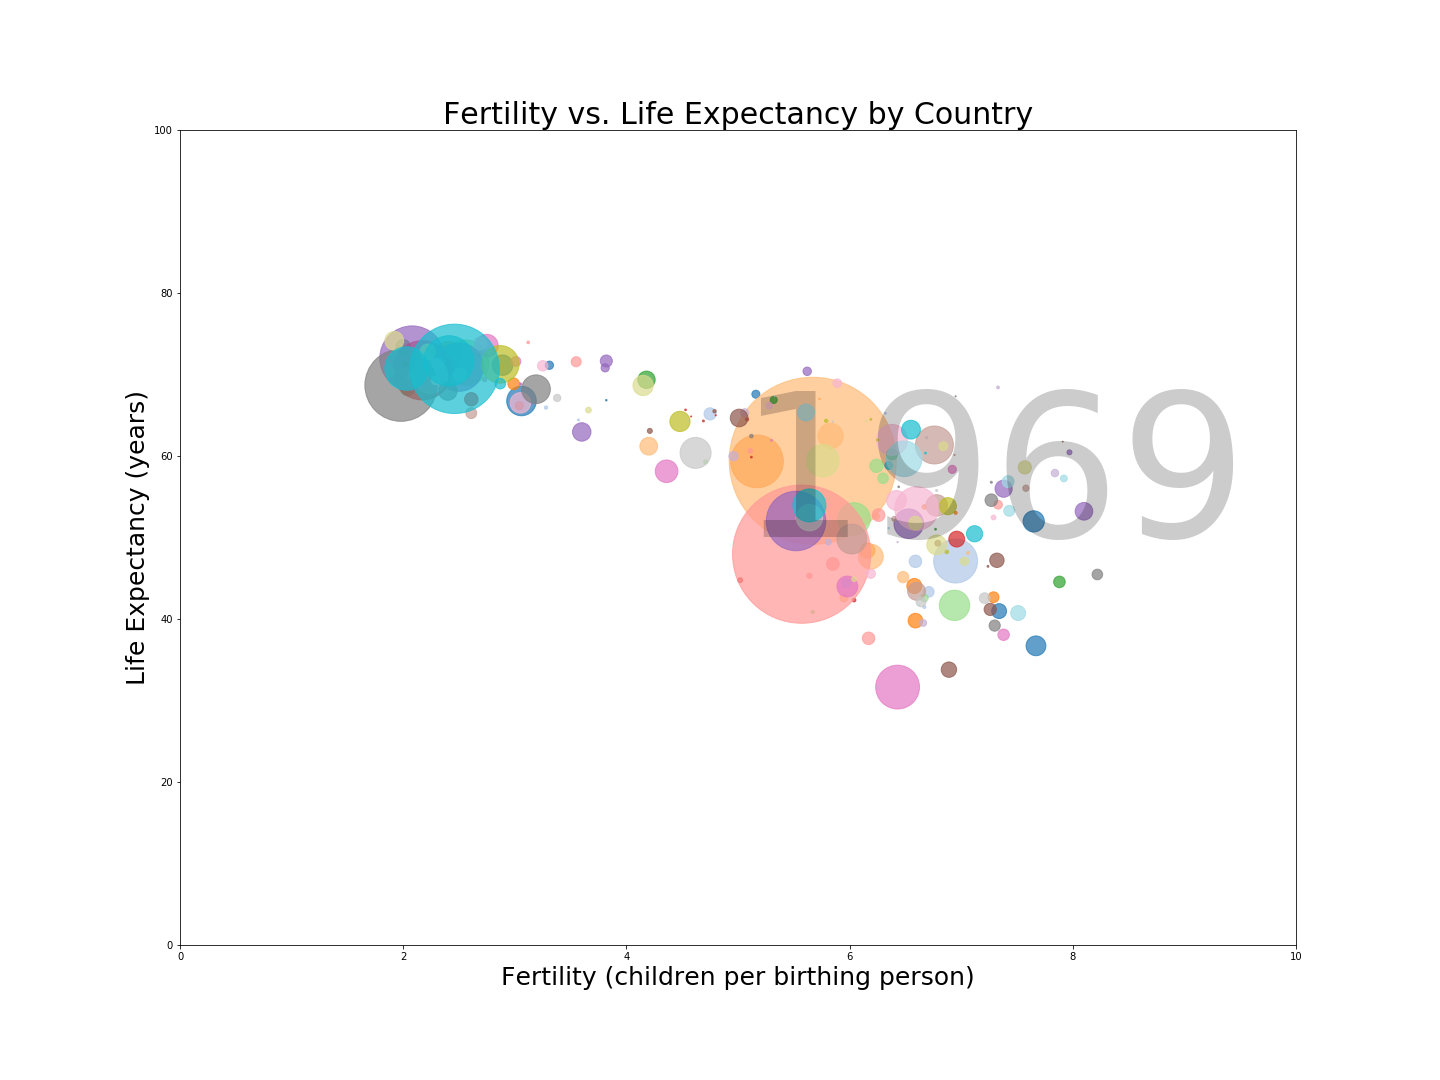 Fertility vs. Life Expectancy by Country
100
80
60
40
20
0
Life Expectancy (years)
1969
0 2 4 6 8 10
Fertility (children per birthing person)